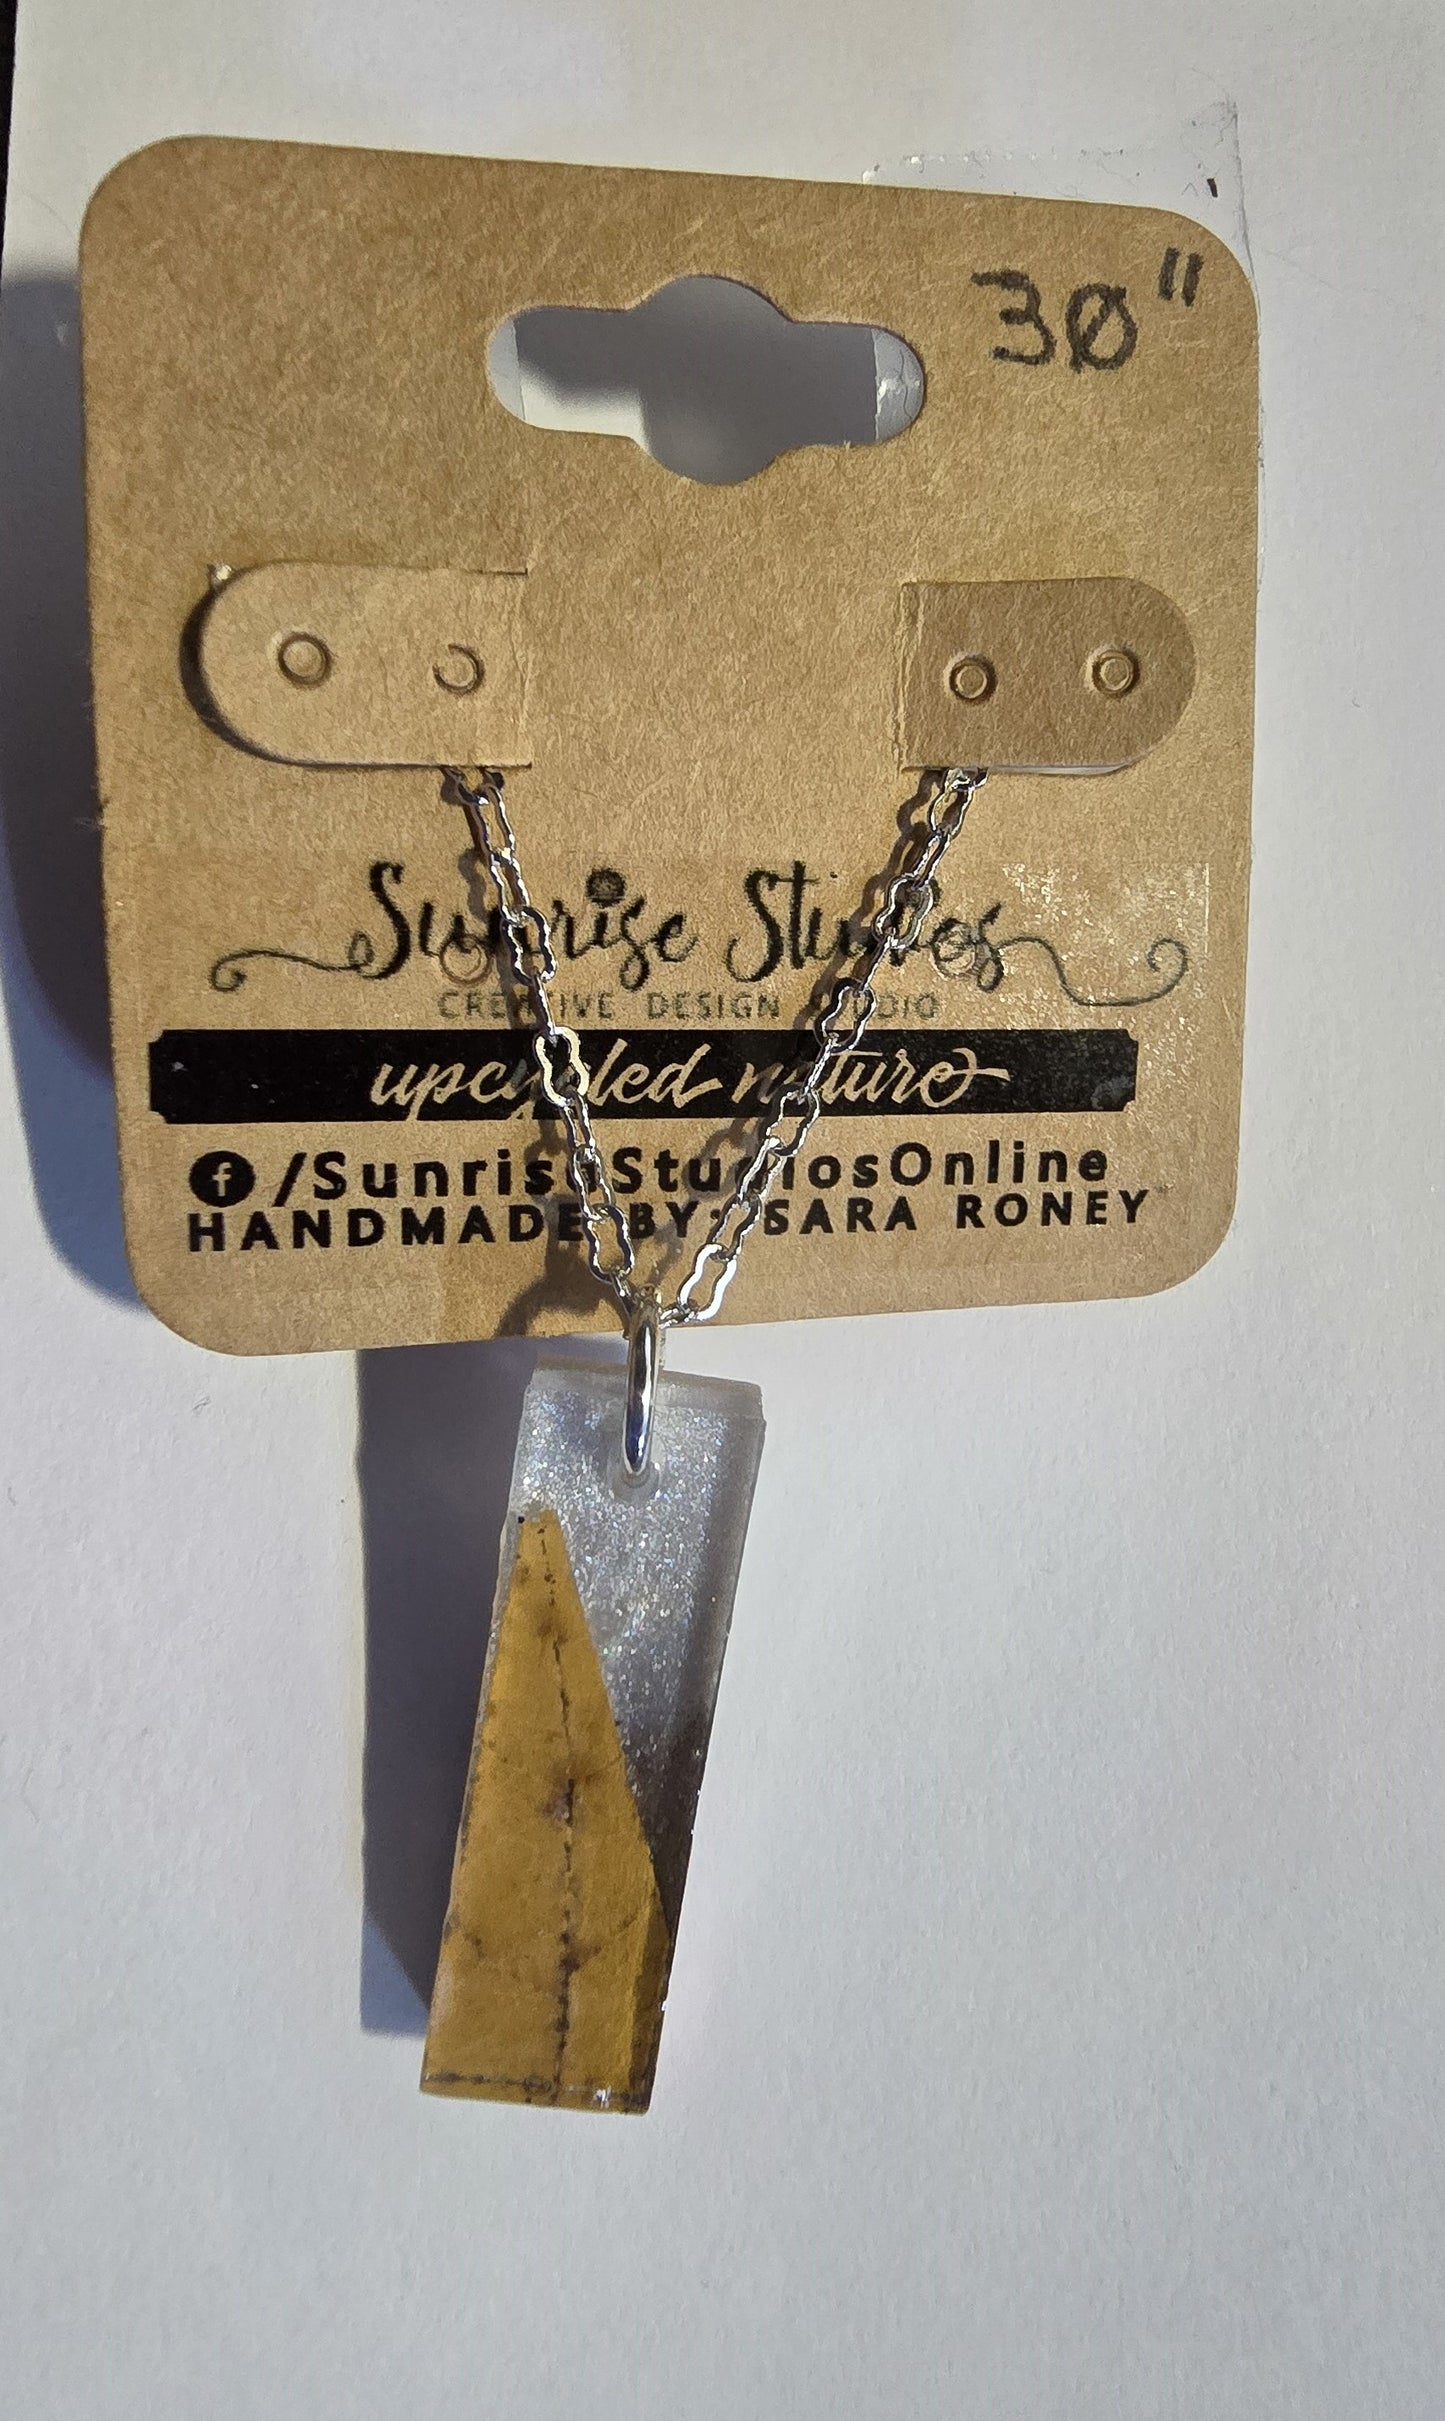 30"
Sunrise Studios
CREATIVE DESIGN STUDIO
upcycled nature
f/SunriseStudiosOnline
HANDMADE BY: SARA RONEY